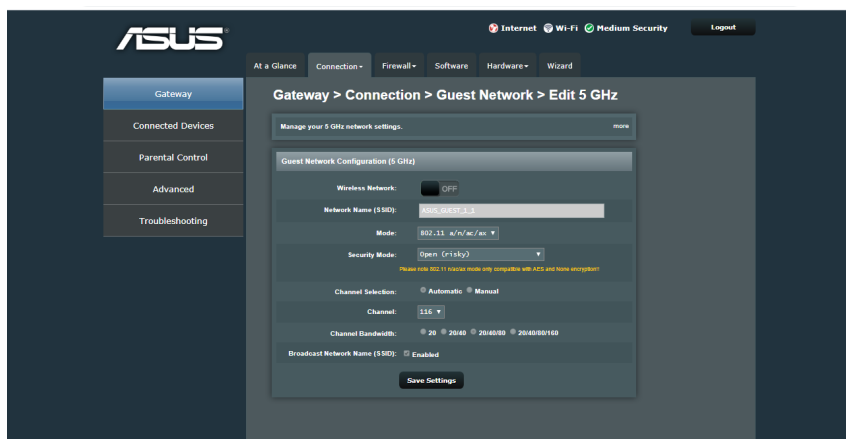 ASUS
Internet Wi-Fi Medium Security Logout
At a Glance Connection Firewall Software Hardware Wizard
Gateway
Connected Devices
Parental Control
Advanced
Troubleshooting
Gateway > Connection > Guest Network > Edit 5 GHz
Manage your 5 GHz network settings. more
Guest Network Configuration (5 GHz)
Wireless Network: OFF
Network Name (SSID): ASUS_GUEST_1_1
Mode: 802.11 a/n/ac/ax
Security Mode: Open (risky)
Please note 802.11 n/ac/ax mode only compatible with AES and None encryption!!
Channel Selection: Automatic Manual
Channel: 116
Channel Bandwidth: 20 20/40 20/40/80 20/40/80/160
Broadcast Network Name (SSID): Enabled
Save Settings